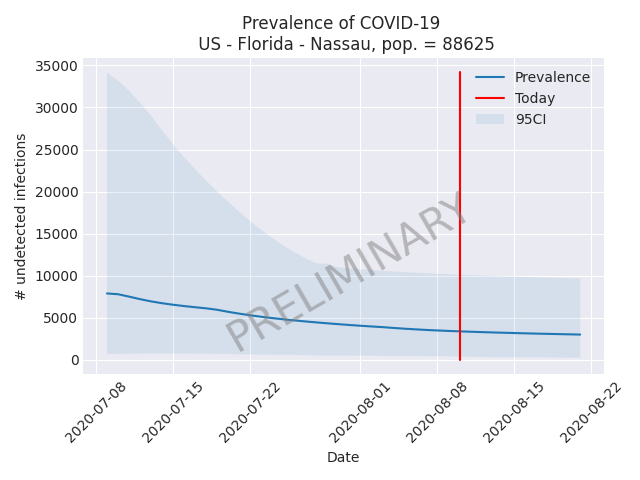 Prevalence of COVID-19
US - Florida - Nassau, pop. = 88625
35000
30000
25000
20000
15000
10000
5000
0
# undetected infections
Prevalence
Today
95CI
PRELIMINARY
2020-07-08
2020-07-15
2020-07-22
2020-08-01
2020-08-08
2020-08-15
2020-08-22
Date